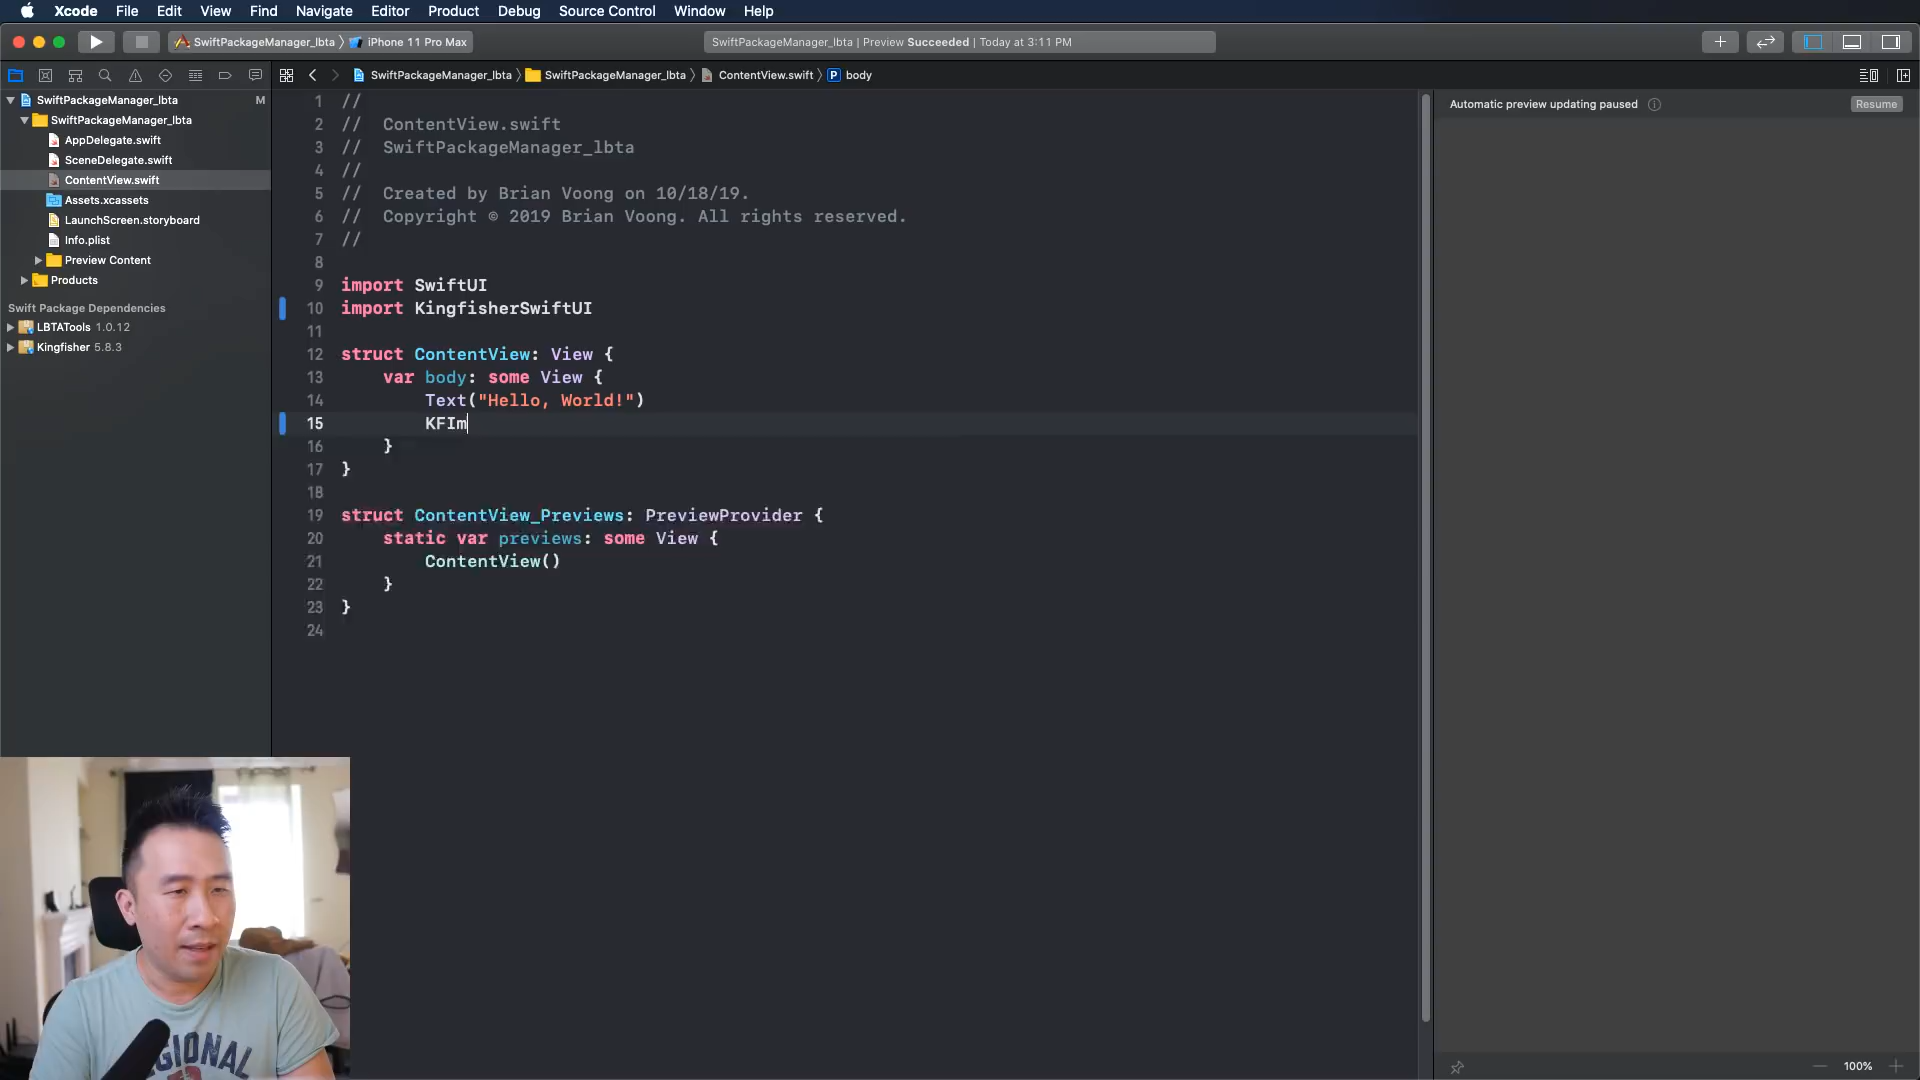 Xcode File Edit View Find Navigate Editor Product Debug Source Control Window Help
SwiftPackageManager_lbta iPhone 11 Pro Max
SwiftPackageManager_lbta | Preview Succeeded | Today at 3:11 PM
SwiftPackageManager_lbta SwiftPackageManager_lbta ContentView.swift P body
SwiftPackageManager_lbta M
SwiftPackageManager_lbta
AppDelegate.swift
SceneDelegate.swift
ContentView.swift
Assets.xcassets
LaunchScreen.storyboard
Info.plist
Preview Content
Products
Swift Package Dependencies
LBTATools 1.0.12
Kingfisher 5.8.3
1 //
2 // ContentView.swift
3 // SwiftPackageManager_lbta
4 //
5 // Created by Brian Voong on 10/18/19.
6 // Copyright © 2019 Brian Voong. All rights reserved.
7 //
8
9 import SwiftUI
10 import KingfisherSwiftUI
11
12 struct ContentView: View {
13 var body: some View {
14 Text("Hello, World!")
15 KFIm
16 }
17 }
18
19 struct ContentView_Previews: PreviewProvider {
20 static var previews: some View {
21 ContentView()
22 }
23 }
24
Automatic preview updating paused Resume
100%
REGIONAL